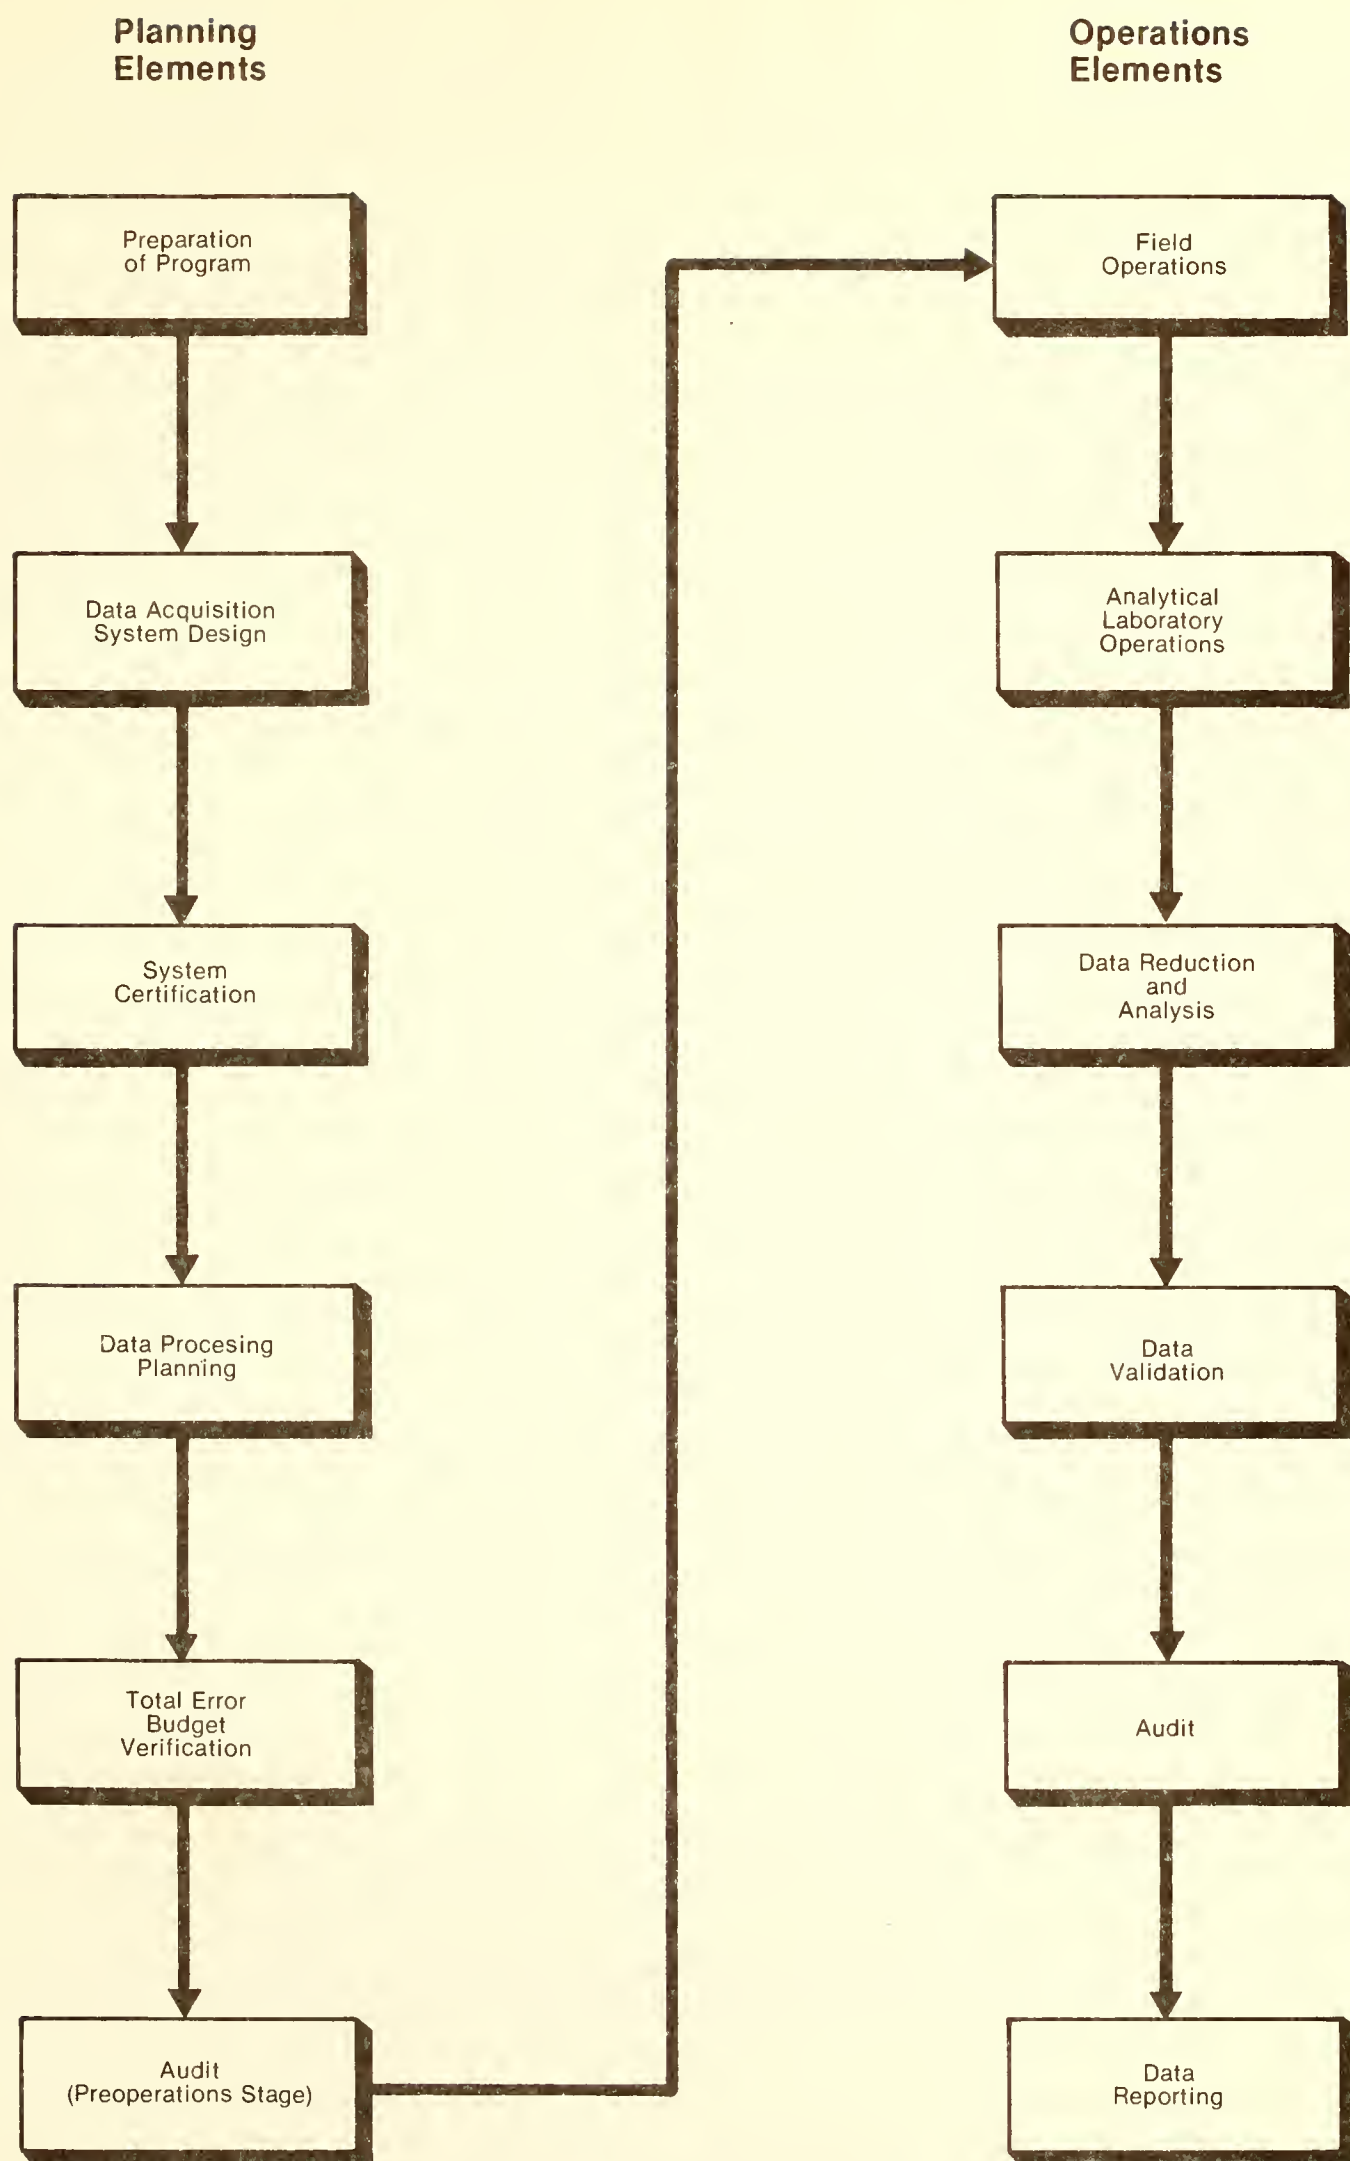 Planning
Elements
Preparation
of Program
Data Acquisition
System Design
System
Certification
Data Procesing
Planning
Total Error
Budget
Verification
Audit
(Preoperations Stage)
Operations
Elements
Field
Operations
Analytical
Laboratory
Operations
Data Reduction
and
Analysis
Data
Validation
Audit
Data
Reporting